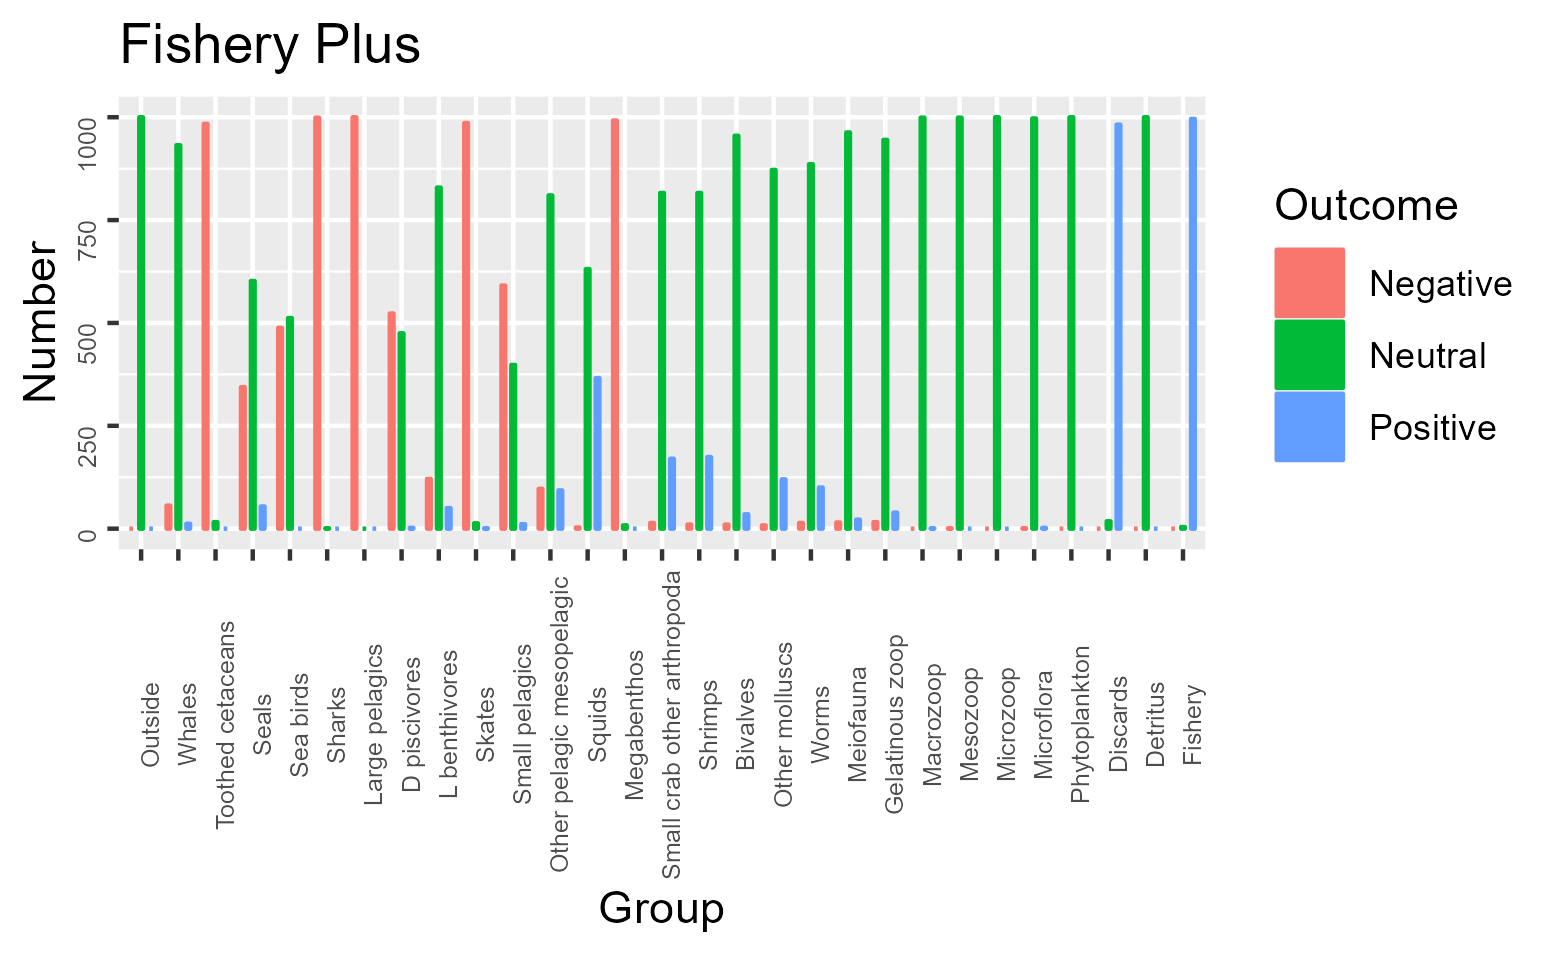 Fishery Plus
Number
1000
750
500
250
0
Outside
Whales
Toothed cetaceans
Seals
Sea birds
Sharks
Large pelagics
D piscivores
L benthivores
Skates
Small pelagics
Other pelagic mesopelagic
Squids
Megabenthos
Small crab other arthropoda
Shrimps
Bivalves
Other molluscs
Worms
Meiofauna
Gelatinous zoop
Macrozoop
Mesozoop
Microzoop
Microflora
Phytoplankton
Discards
Detritus
Fishery
Group
Outcome
Negative
Neutral
Positive